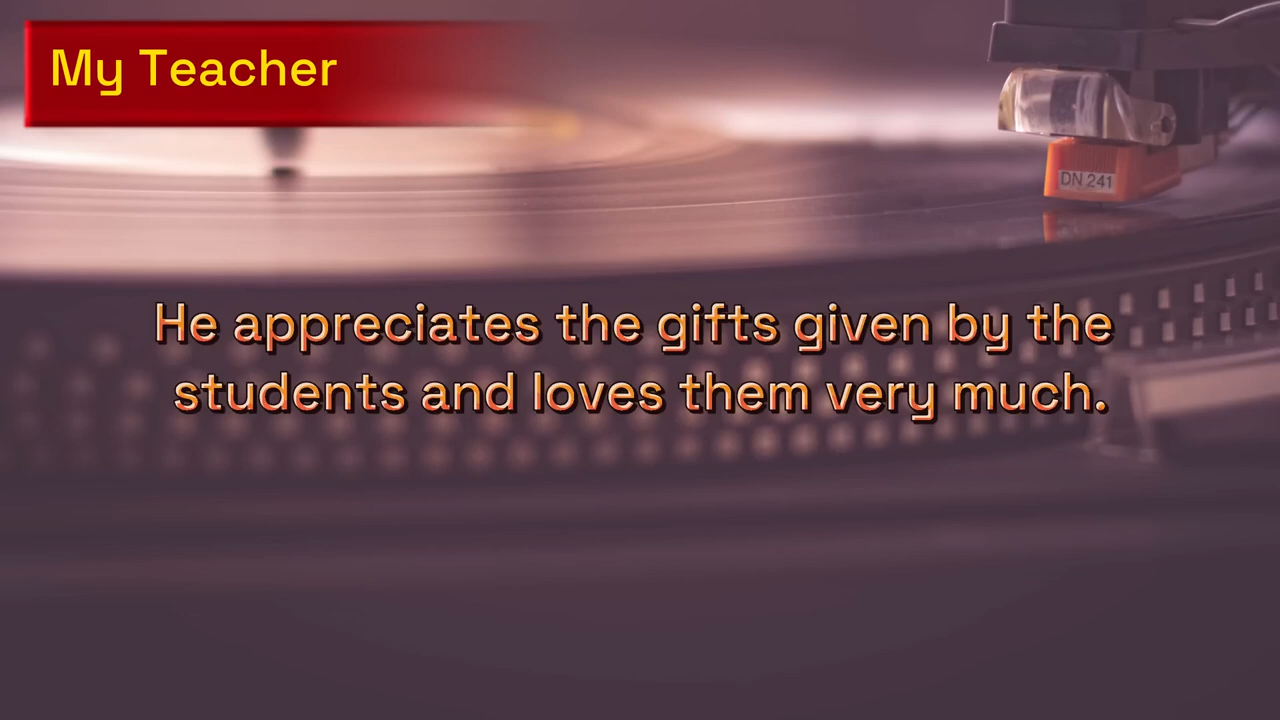 My Teacher
DN 241
He appreciates the gifts given by the
students and loves them very much.